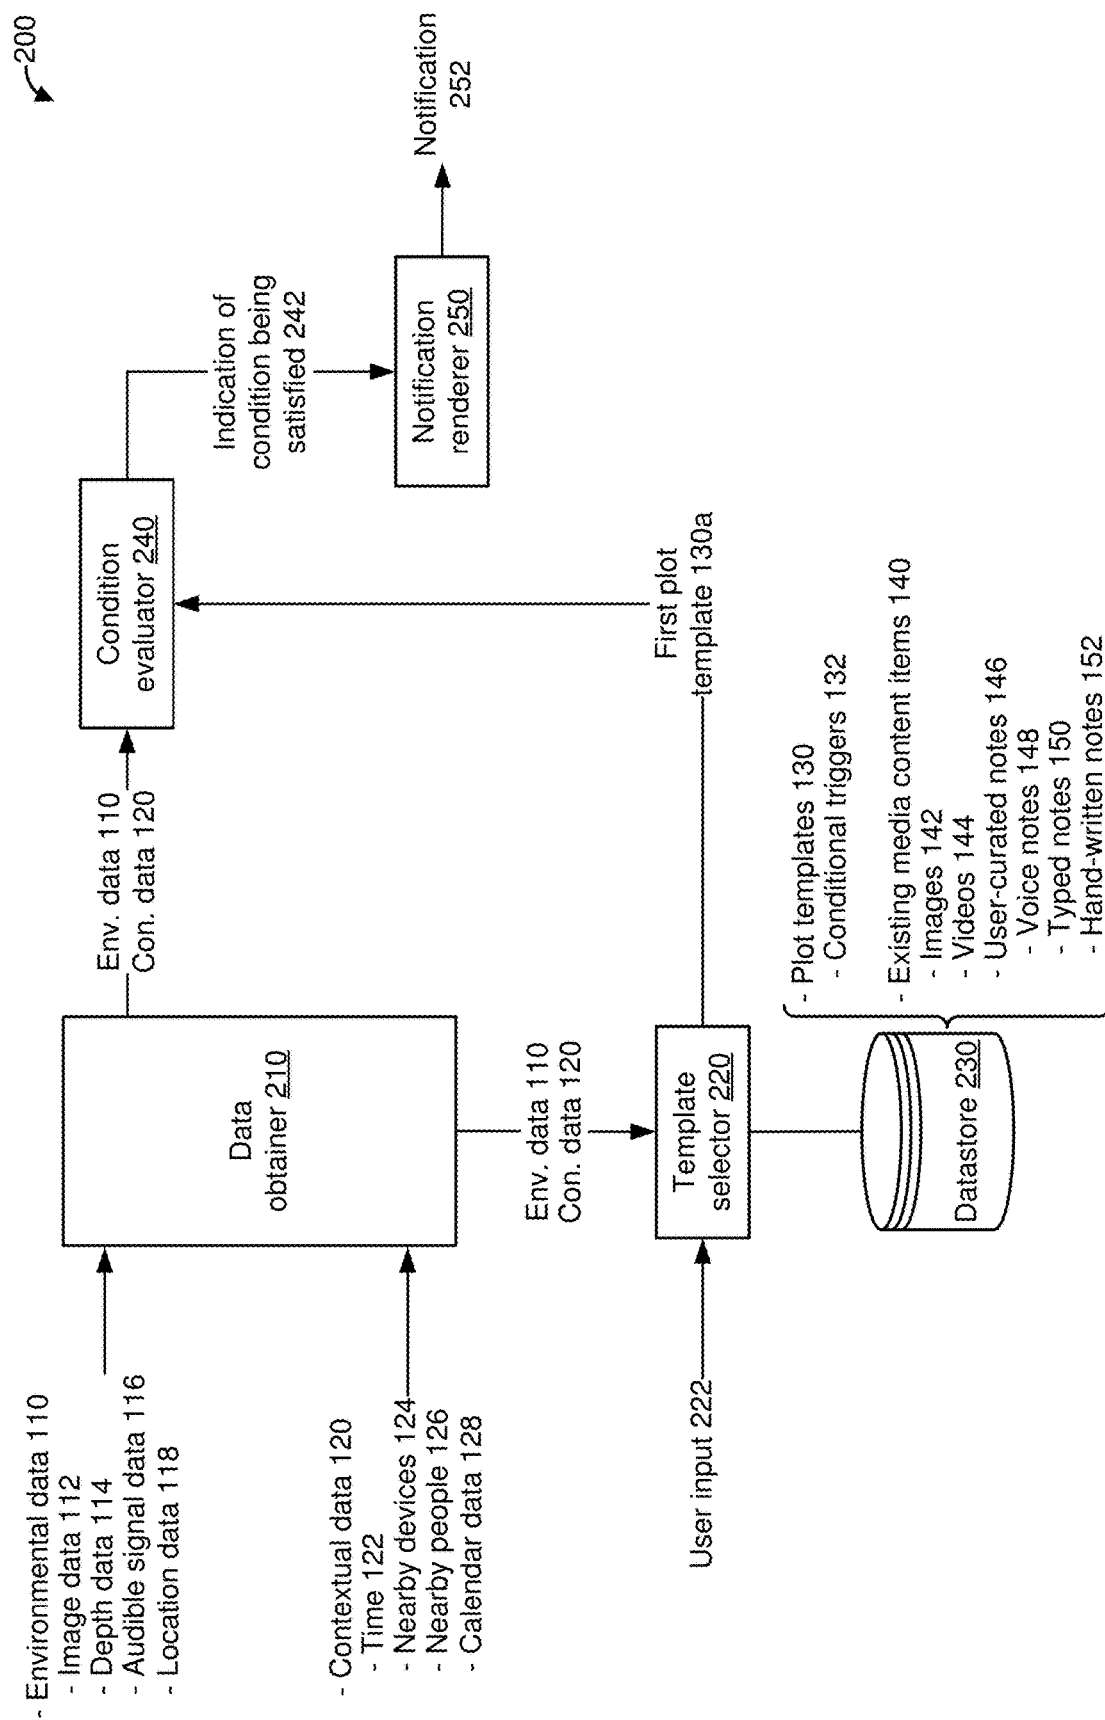 200
- Environmental data 110
- Image data 112
- Depth data 114
- Audible signal data 116
- Location data 118
- Contextual data 120
- Time 122
- Nearby devices 124
- Nearby people 126
- Calendar data 128
User input 222
Data
obtainer 210
Env. data 110
Con. data 120
Env. data 110
Con. data 120
Template
selector 220
Datastore 230
- Plot templates 130
- Conditional triggers 132
- Existing media content items 140
- Images 142
- Videos 144
- User-curated notes 146
- Voice notes 148
- Typed notes 150
- Hand-written notes 152
First plot
template 130a
Condition
evaluator 240
Indication of
condition being
satisfied 242
Notification
renderer 250
Notification
252